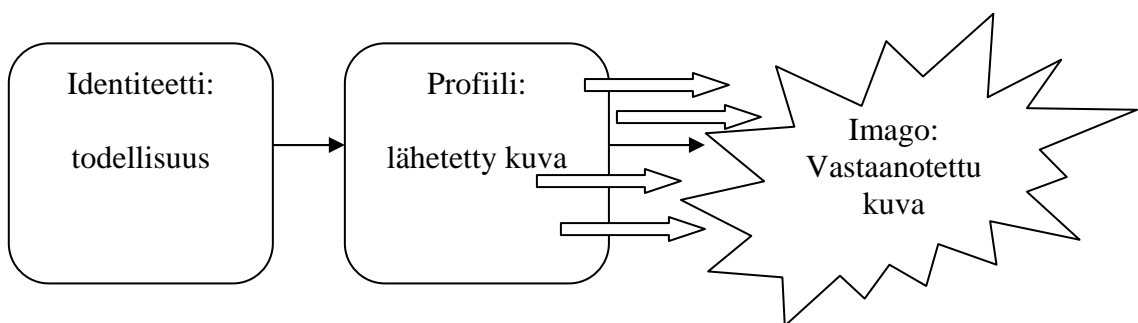 Identiteetti:
todellisuus
Profiili:
lähetetty kuva
Imago:
Vastaanotettu
kuva